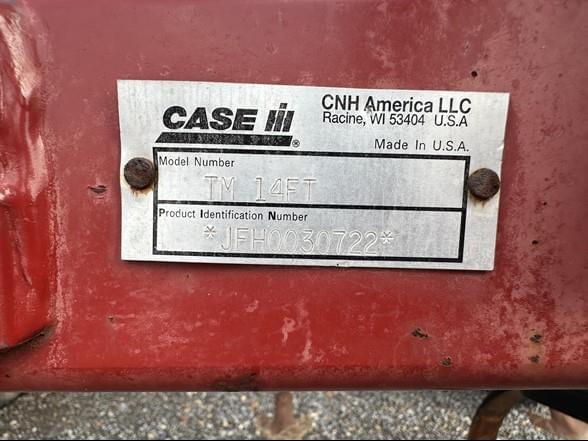 CASE IH®
CNH America LLC
Racine, WI 53404 U.S.A
Made In U.S.A.
Model Number
TM 14FT
Product Identification Number
*JFH0030722*